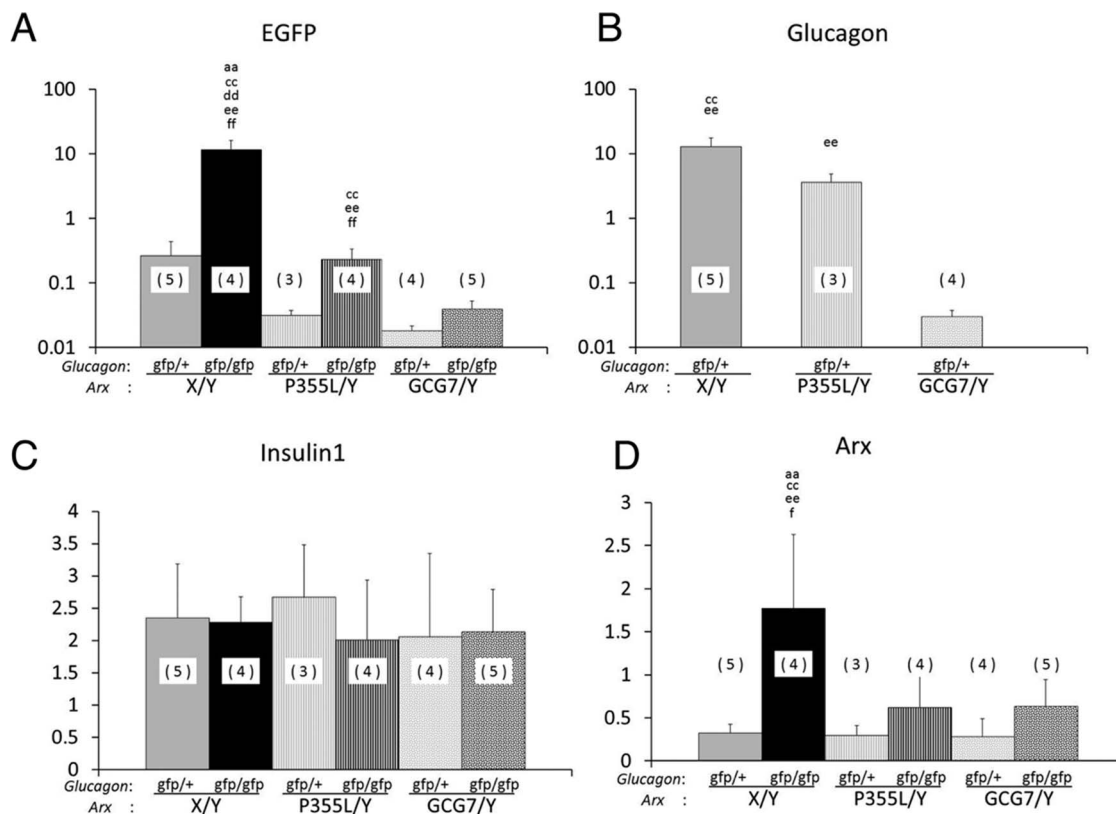 A
EGFP
aa
cc
dd
ee
ff
cc
ee
ff
100
10
1
0.1
0.01
(5)
(4)
(3)
(4)
(4)
(5)
Glucagon: gfp/+ gfp/gfp gfp/+ gfp/gfp gfp/+ gfp/gfp
Arx : X/Y P355L/Y GCG7/Y
B
Glucagon
cc
ee
ee
100
10
1
0.1
0.01
(5)
(3)
(4)
gfp/+ gfp/+ gfp/+
X/Y P355L/Y GCG7/Y
C
Insulin1
4
3.5
3
2.5
2
1.5
1
0.5
0
(5)
(4)
(3)
(4)
(4)
(5)
Glucagon: gfp/+ gfp/gfp gfp/+ gfp/gfp gfp/+ gfp/gfp
Arx : X/Y P355L/Y GCG7/Y
D
Arx
aa
cc
ee
f
3
2.5
2
1.5
1
0.5
0
(5)
(4)
(3)
(4)
(4)
(5)
Glucagon: gfp/+ gfp/gfp gfp/+ gfp/gfp gfp/+ gfp/gfp
Arx : X/Y P355L/Y GCG7/Y